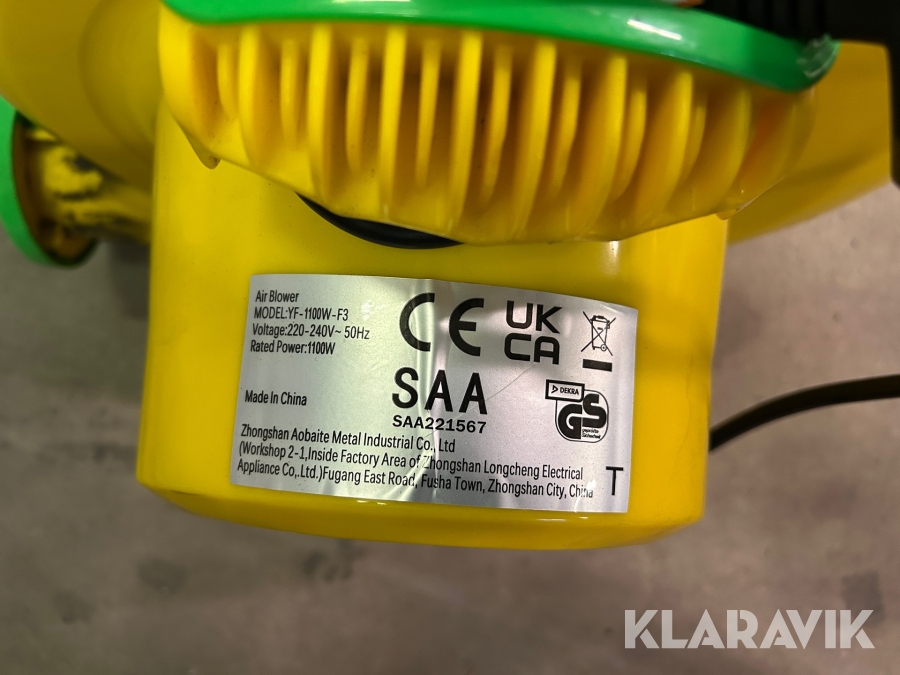 Air Blower
MODEL:YF-1100W-F3
Voltage:220-240V~50Hz
Rated Power:1100W
CE
UK
CA
Made In China
SAA
SAA221567
DEKRA
GS
geprüfte
Sicherheit
Zhongshan Aobaite Metal Industrial Co., Ltd
(Workshop 2-1,Inside Factory Area of Zhongshan Longcheng Electrical
Appliance Co,.Ltd.)Fugang East Road, Fusha Town, Zhongshan City, China
T
KLARAVIK